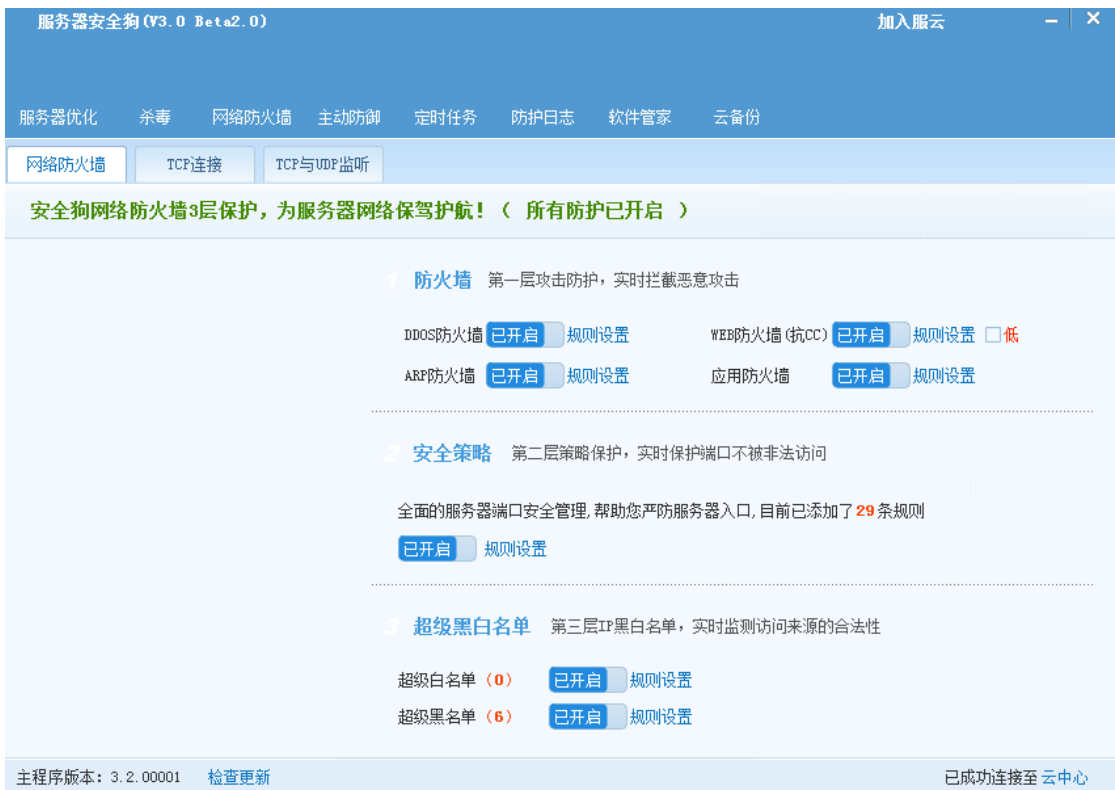 服务器安全狗(V3.0 Beta2.0) 加入服云
服务器优化 杀毒 网络防火墙 主动防御 定时任务 防护日志 软件管家 云备份
网络防火墙 TCP连接 TCP与UDP监听
安全狗网络防火墙3层保护，为服务器网络保驾护航！（ 所有防护已开启 ）
1 防火墙 第一层攻击防护，实时拦截恶意攻击
DDOS防火墙 已开启 规则设置 WEB防火墙(抗CC) 已开启 规则设置 低
ARP防火墙 已开启 规则设置 应用防火墙 已开启 规则设置
2 安全策略 第二层策略保护，实时保护端口不被非法访问
全面的服务器端口安全管理,帮助您严防服务器入口,目前已添加了29条规则
已开启 规则设置
3 超级黑白名单 第三层IP黑白名单，实时监测访问来源的合法性
超级白名单（0） 已开启 规则设置
超级黑名单（6） 已开启 规则设置
主程序版本：3.2.00001 检查更新 已成功连接至 云中心